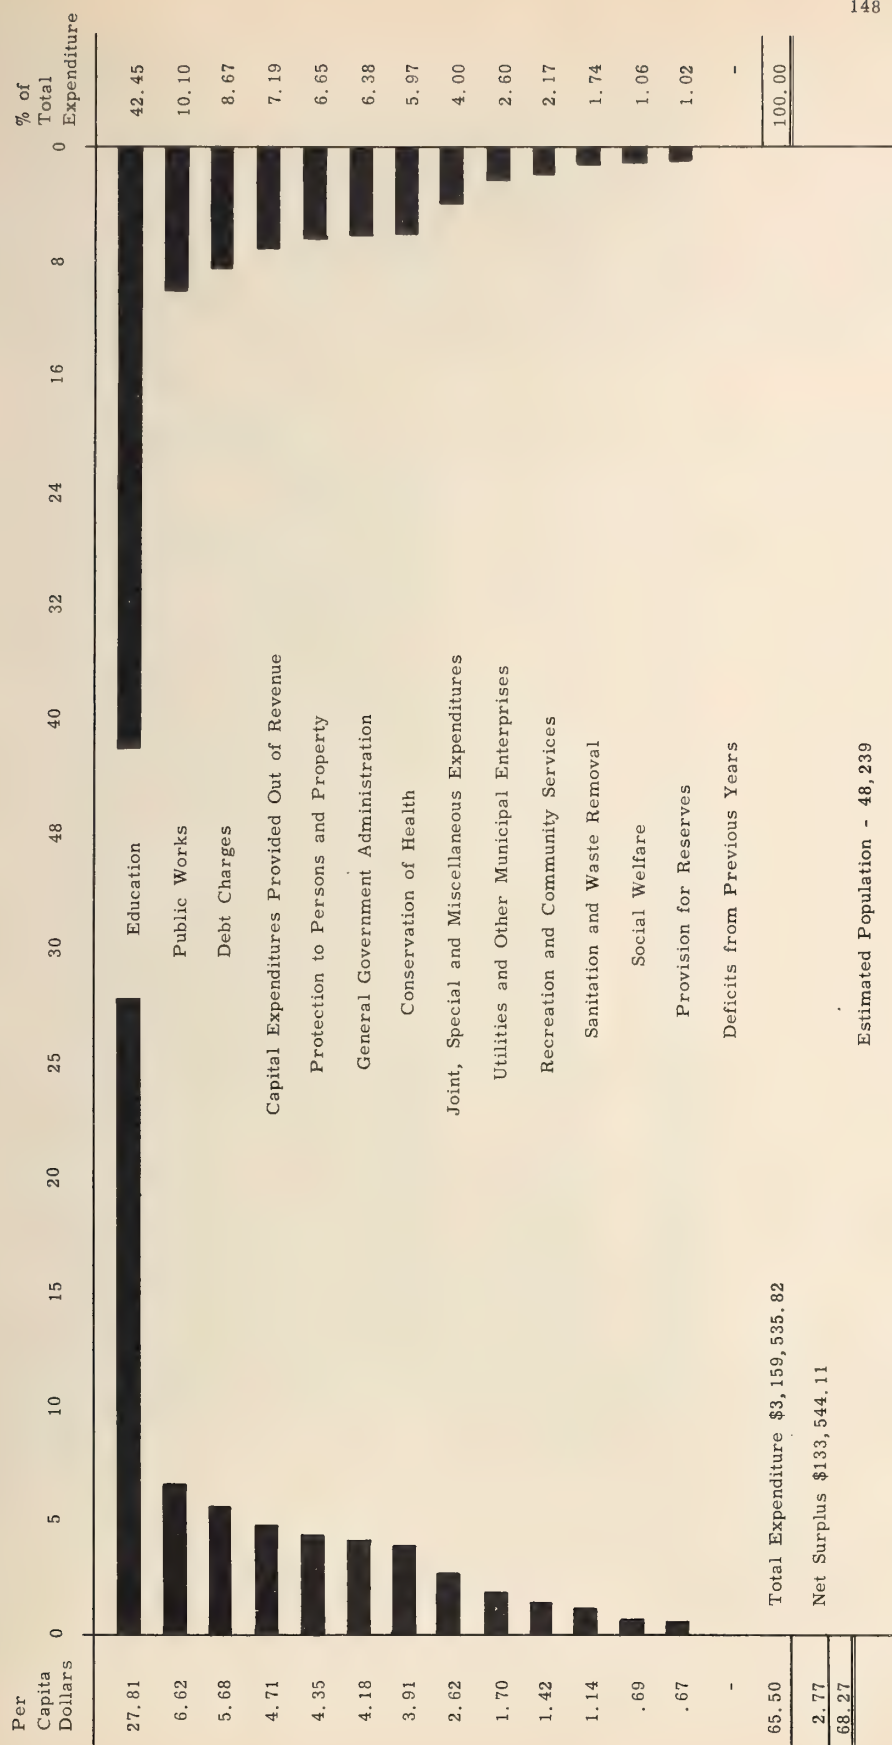 148
Per
Capita
Dollars
0 5 10 15 20 25 30 48 40 32 24 16 8 0
% of
Total
Expenditure
27.81 Education 42.45
6.62 Public Works 10.10
5.68 Debt Charges 8.67
4.71 Capital Expenditures Provided Out of Revenue 7.19
4.35 Protection to Persons and Property 6.65
4.18 General Government Administration 6.38
3.91 Conservation of Health 5.97
2.62 Joint, Special and Miscellaneous Expenditures 4.00
1.70 Utilities and Other Municipal Enterprises 2.60
1.42 Recreation and Community Services 2.17
1.14 Sanitation and Waste Removal 1.74
.69 Social Welfare 1.06
.67 Provision for Reserves 1.02
- Deficits from Previous Years -
65.50 Total Expenditure $3,159,535.82 100.00
2.77 Net Surplus $133,544.11
68.27
Estimated Population - 48,239